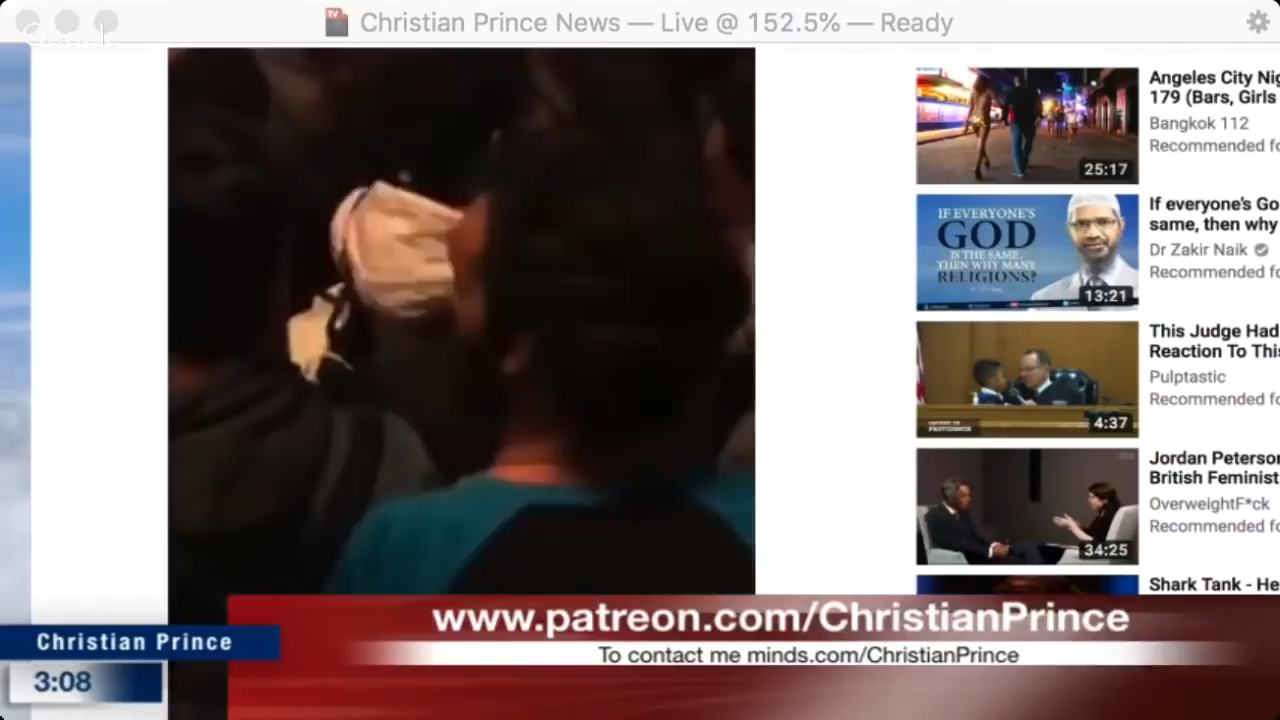 Christian Prince News — Live @ 152.5% — Ready
Google
Angeles City Nig
179 (Bars, Girls
Bangkok 112
Recommended fo
25:17
IF EVERYONE'S
GOD
IS THE SAME,
THEN WHY MANY
RELIGIONS?
13:21
If everyone's Go
same, then why
Dr Zakir Naik
Recommended fo
This Judge Had
Reaction To This
Pulptastic
Recommended fo
4:37
Jordan Peterson
British Feminist
OverweightF*ck
Recommended fo
34:25
Shark Tank - He
www.patreon.com/ChristianPrince
To contact me minds.com/ChristianPrince
Christian Prince
3:08